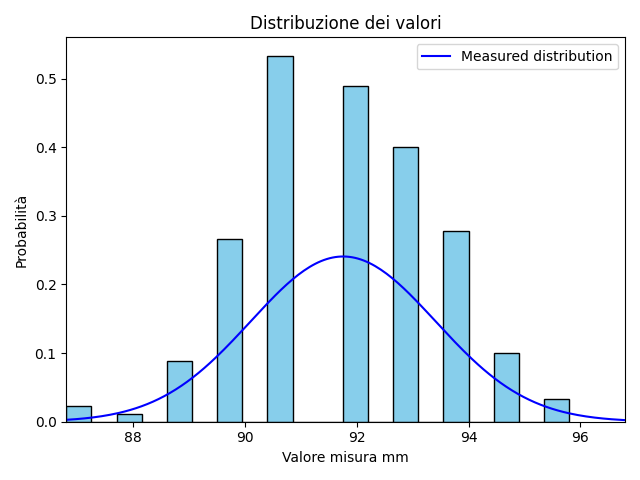 Distribuzione dei valori
Measured distribution
Probabilità
0.5
0.4
0.3
0.2
0.1
0.0
88 90 92 94 96
Valore misura mm